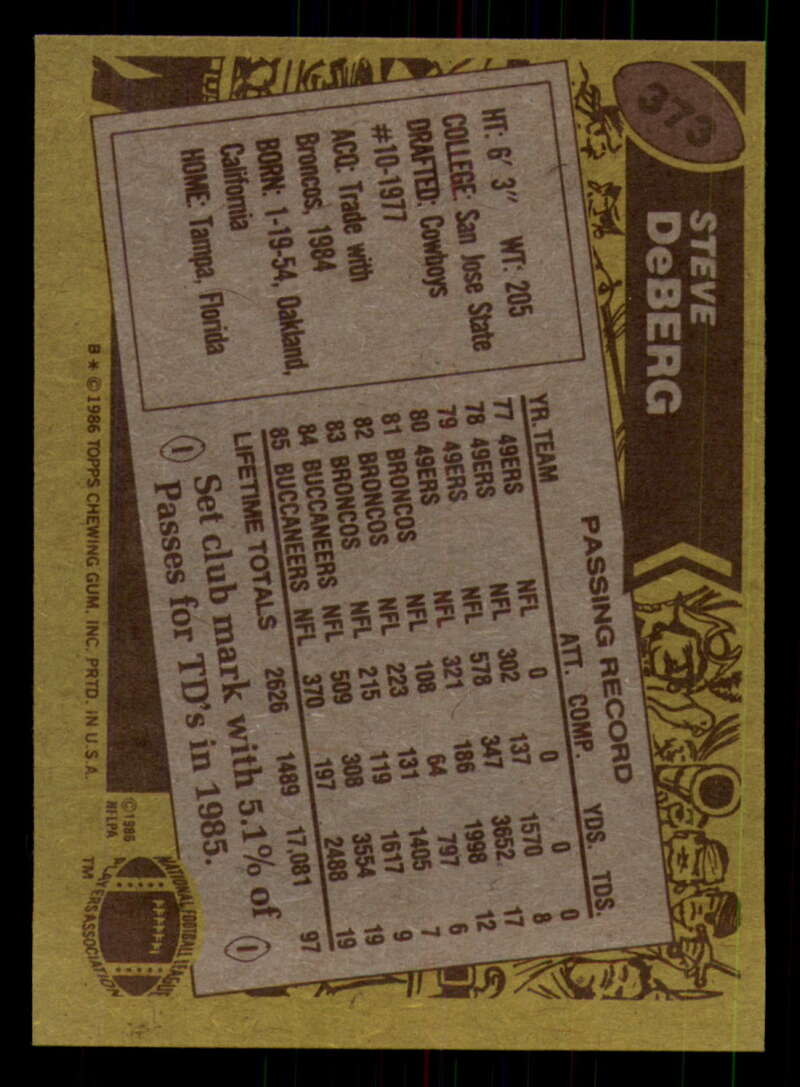 373
STEVE
DeBERG
HT: 6' 3" WT: 205
COLLEGE: San Jose State
DRAFTED: Cowboys
#10-1977
ACQ: Trade with
Broncos, 1984
BORN: 1-19-54, Oakland,
California
HOME: Tampa, Florida
PASSING RECORD
YR. TEAM ATT. COMP. YDS. TDS.
77 49ERS NFL 0 0 0 0
78 49ERS NFL 302 137 1570 8
79 49ERS NFL 578 347 3652 17
80 49ERS NFL 321 186 1998 12
81 BRONCOS NFL 108 64 797 6
82 BRONCOS NFL 223 131 1405 7
83 BRONCOS NFL 215 119 1617 9
84 BUCCANEERS NFL 509 308 3554 19
85 BUCCANEERS NFL 370 197 2488 19
LIFETIME TOTALS 2626 1489 17,081 97
Set club mark with 5.1% of
Passes for TD's in 1985.
B * © 1986 TOPPS CHEWING GUM, INC. PRTD. IN U.S.A.
© 1986
NFLPA
NATIONAL FOOTBALL LEAGUE
PLAYERS ASSOCIATION
TM